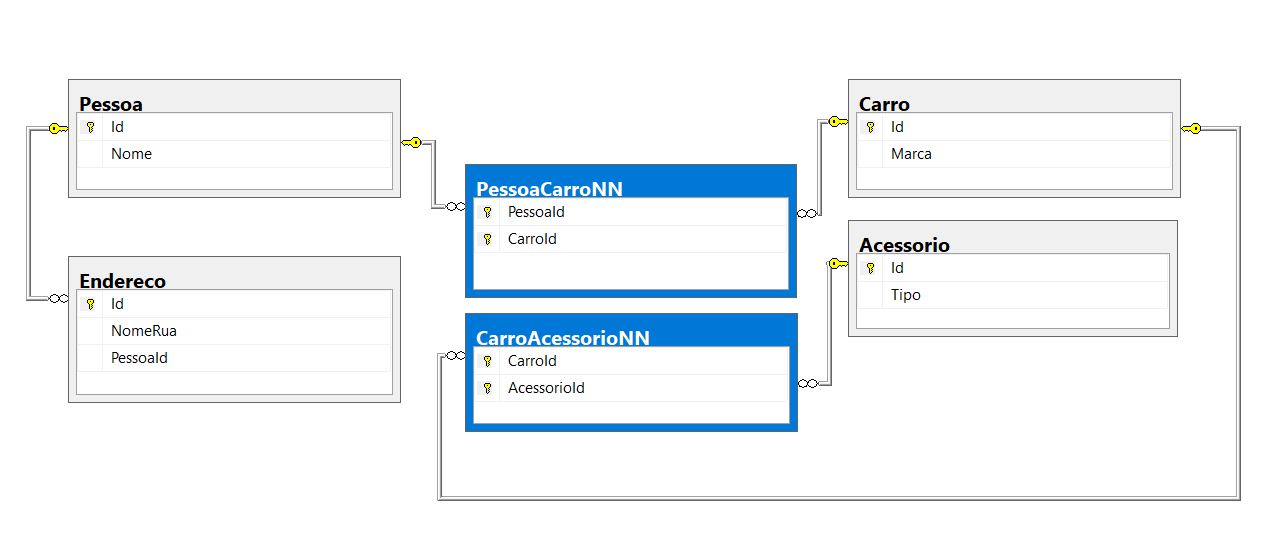 Pessoa
Id
Nome
Endereco
Id
NomeRua
PessoaId
PessoaCarroNN
PessoaId
CarroId
CarroAcessorioNN
CarroId
AcessorioId
Carro
Id
Marca
Acessorio
Id
Tipo